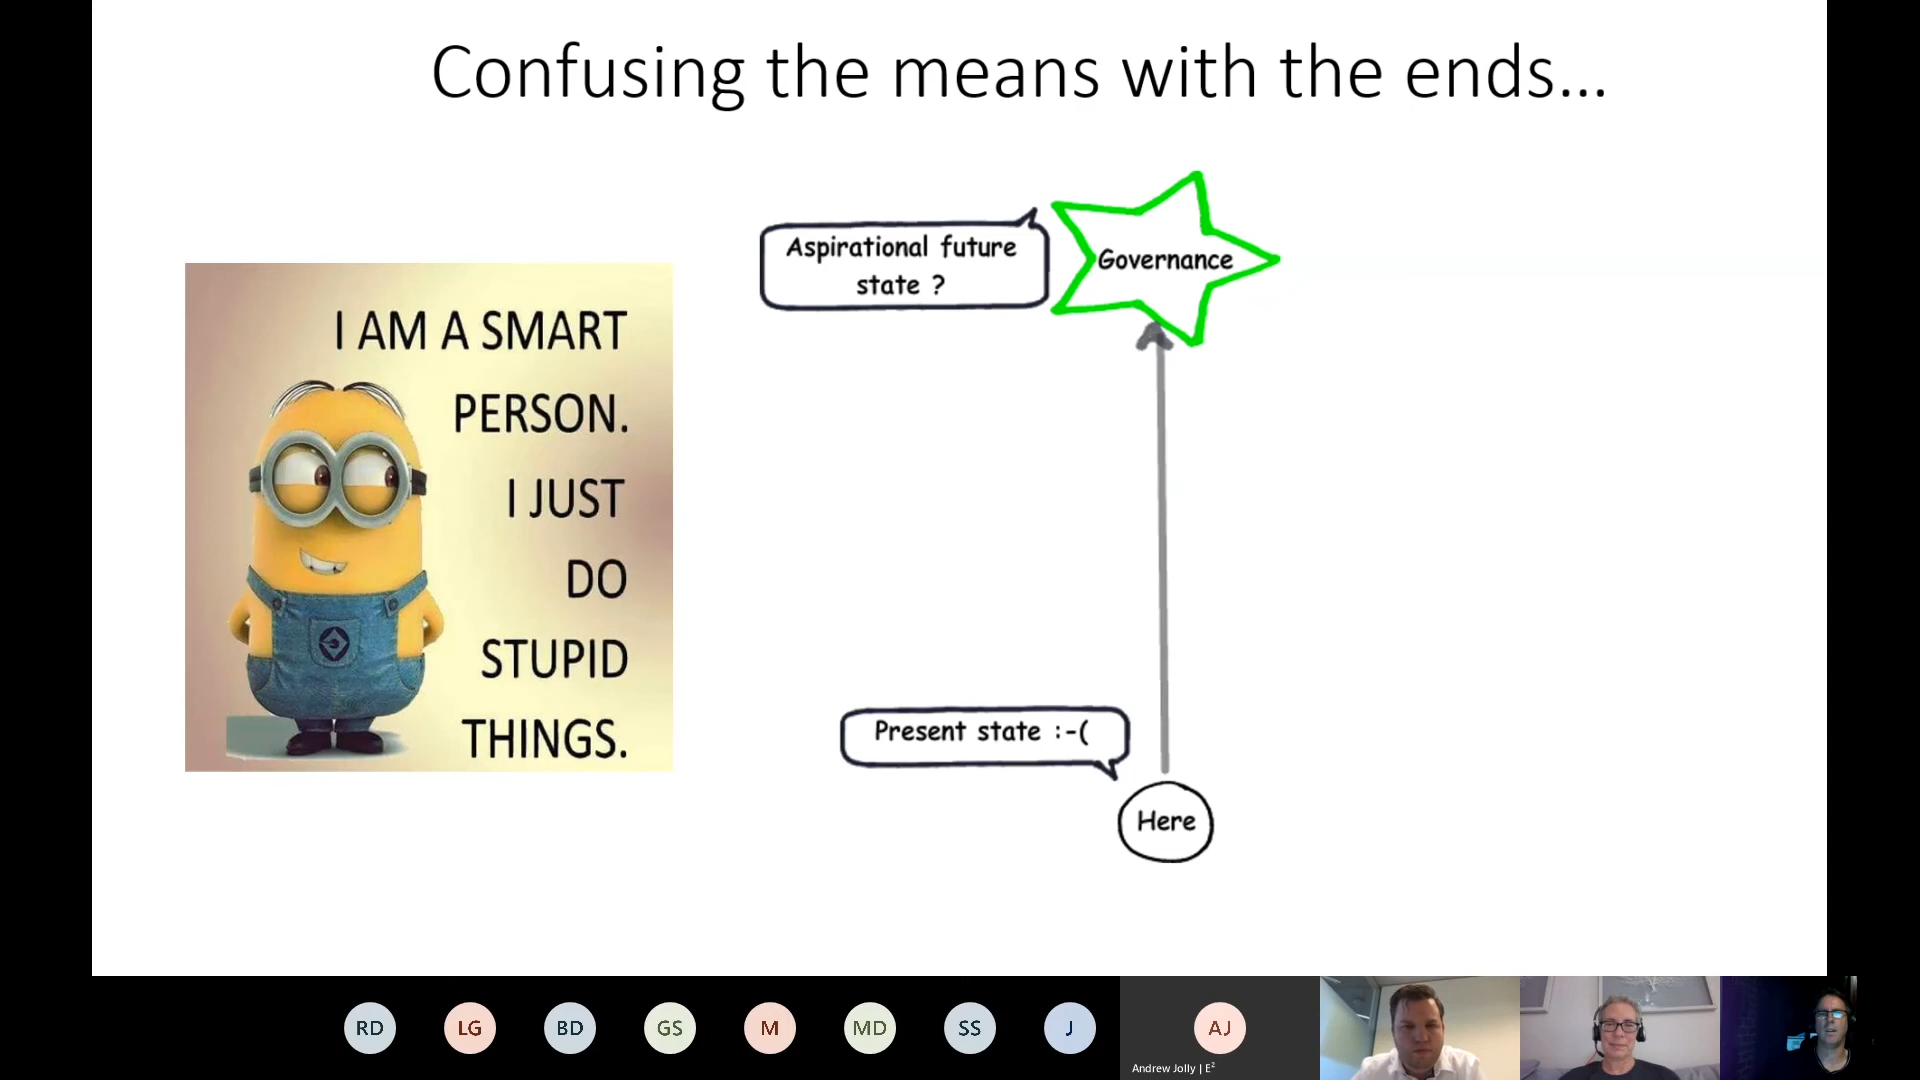 Confusing the means with the ends...
I AM A SMART
PERSON.
I JUST
DO
STUPID
THINGS.
Aspirational future
state ?
Governance
Present state :-(
Here
RD
LG
BD
GS
M
MD
SS
J
AJ
Andrew Jolly | E²